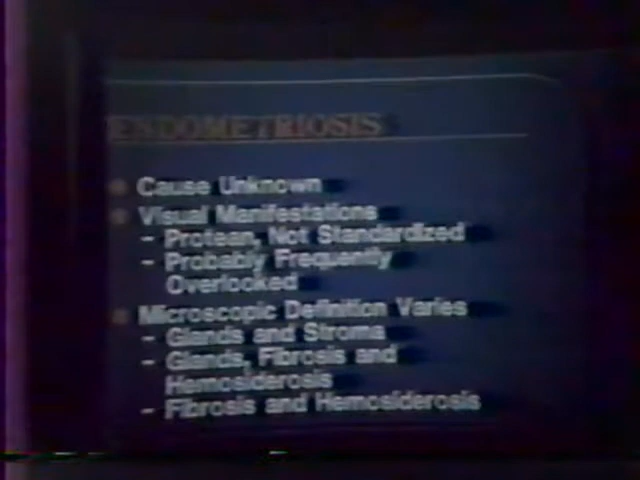 ENDOMETRIOSIS
Cause Unknown
Visual Manifestations
- Protean, Not Standardized
- Probably Frequently
Overlooked
Microscopic Definition Varies
- Glands and Stroma
- Glands, Fibrosis and
Hemosiderosis
- Fibrosis and Hemosiderosis